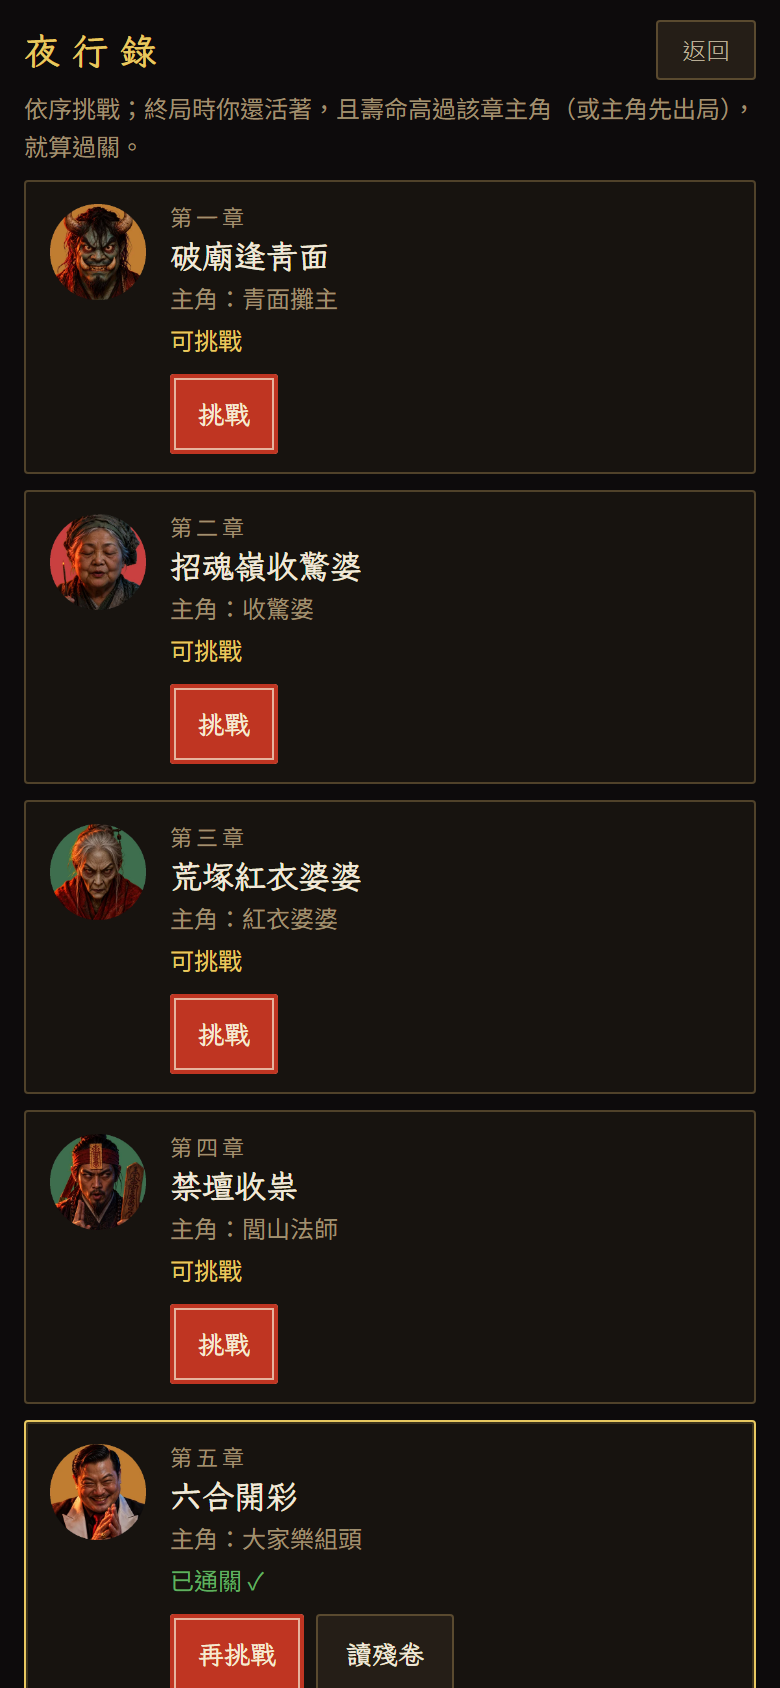 夜行錄
返回
依序挑戰；終局時你還活著，且壽命高過該章主角（或主角先出局），
就算過關。
第一章
破廟逢青面
主角：青面攤主
可挑戰
挑戰
第二章
招魂嶺收驚婆
主角：收驚婆
可挑戰
挑戰
第三章
荒塚紅衣婆婆
主角：紅衣婆婆
可挑戰
挑戰
第四章
禁壇收祟
主角：閭山法師
可挑戰
挑戰
第五章
六合開彩
主角：大家樂組頭
已通關 ✓
再挑戰
讀殘卷